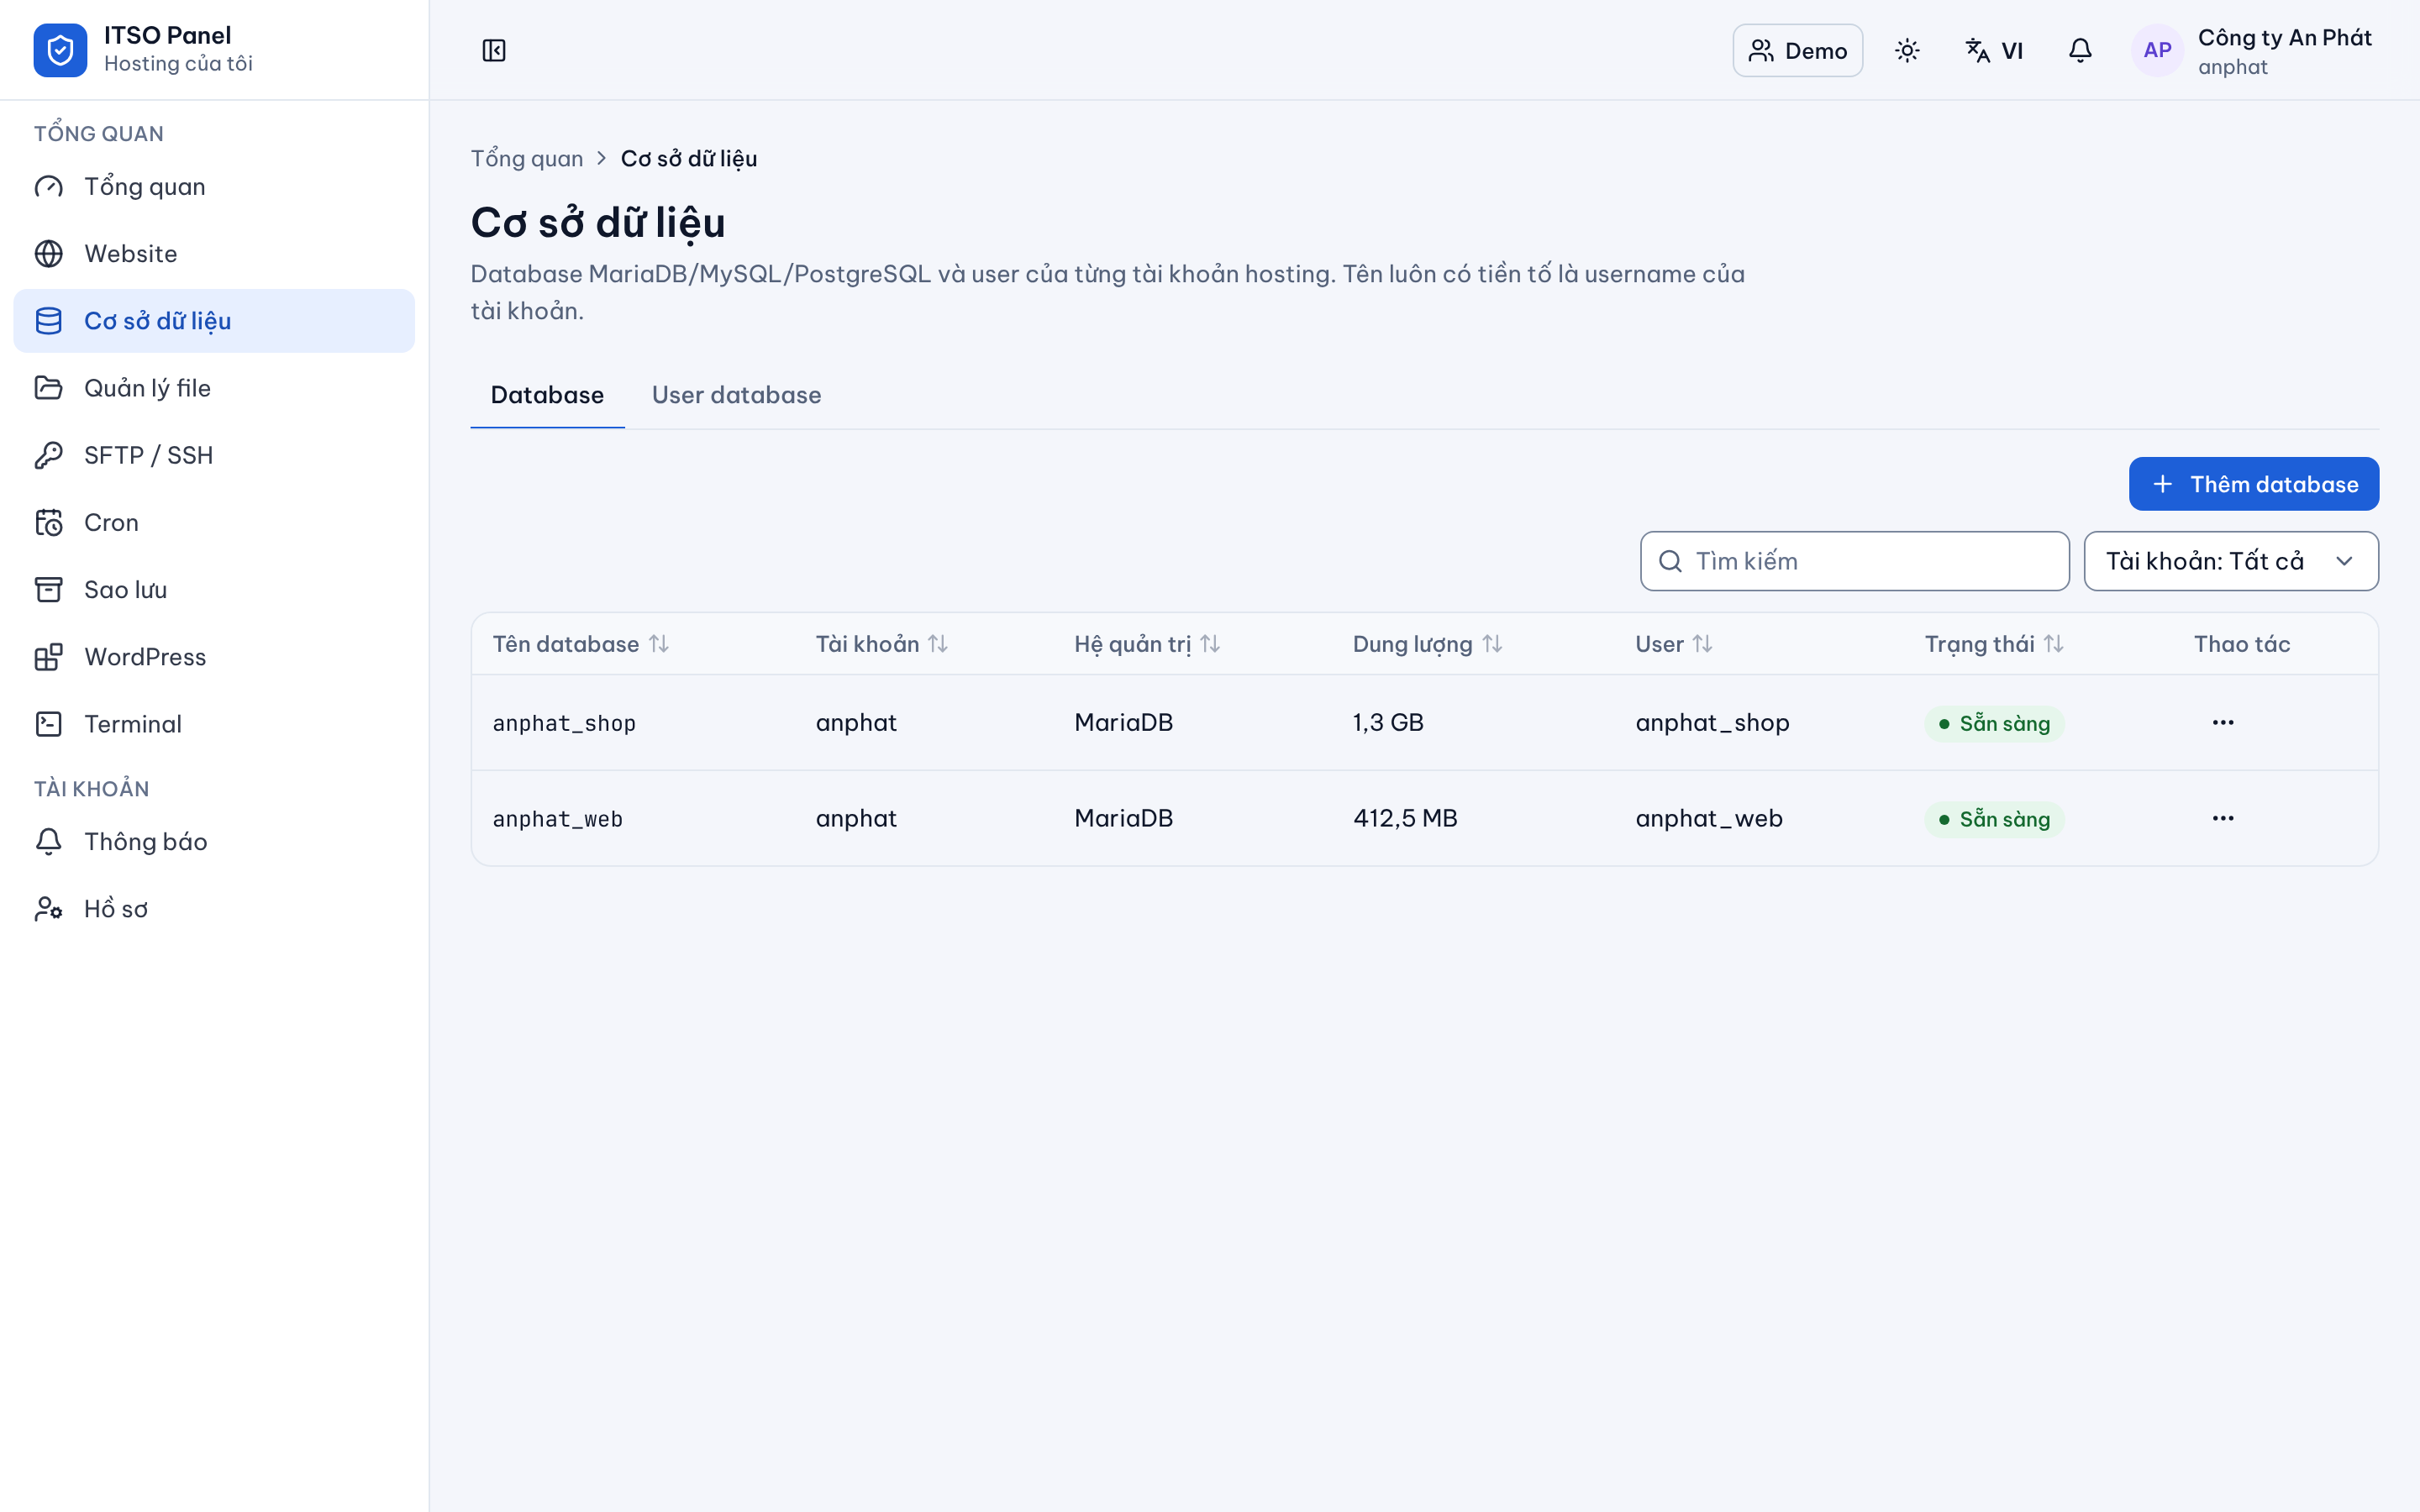 ITSO Panel
Hosting của tôi
Demo
VI
AP
Công ty An Phát
anphat
TỔNG QUAN
Tổng quan
Website
Cơ sở dữ liệu
Quản lý file
SFTP / SSH
Cron
Sao lưu
WordPress
Terminal
TÀI KHOẢN
Thông báo
Hồ sơ
Tổng quan > Cơ sở dữ liệu
Cơ sở dữ liệu
Database MariaDB/MySQL/PostgreSQL và user của từng tài khoản hosting. Tên luôn có tiền tố là username của
tài khoản.
Database User database
+ Thêm database
Tìm kiếm
Tài khoản: Tất cả
Tên database Tài khoản Hệ quản trị Dung lượng User Trạng thái Thao tác
anphat_shop anphat MariaDB 1,3 GB anphat_shop Sẵn sàng
anphat_web anphat MariaDB 412,5 MB anphat_web Sẵn sàng